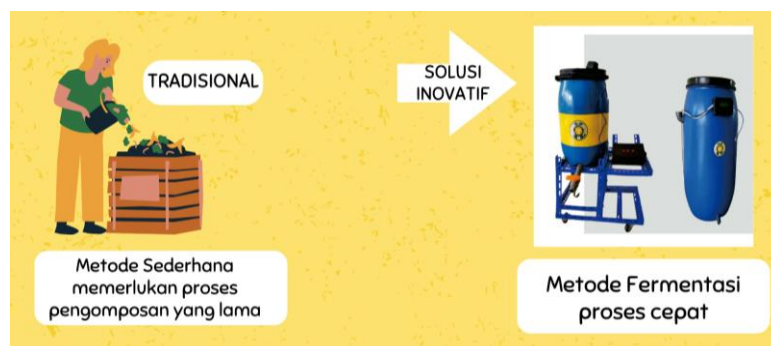 TRADISIONAL
SOLUSI
INOVATIF
Metode Sederhana
memerlukan proses
pengomposan yang lama
Metode Fermentasi
proses cepat